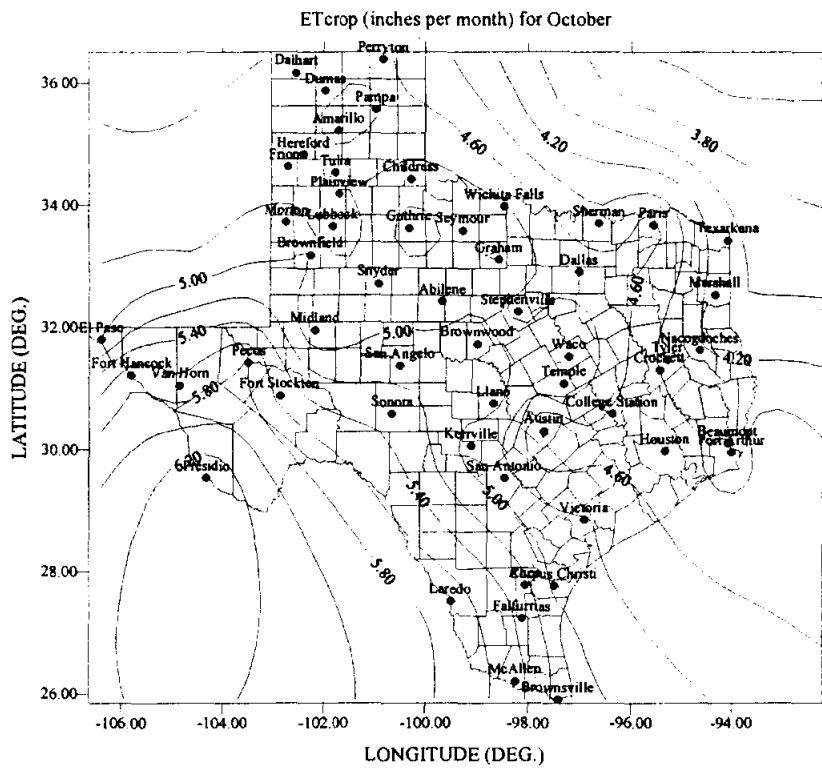 ETcrop (inches per month) for October
Perryton
36.00
Dalhart
Dumas
Pampa
Amarillo
4.60
4.20
3.80
Hereford
Friona
Tulia
Childress
Plainview
34.00
Wichita Falls
Morton
Lubbock
Guthrie
Seymour
Sherman
Paris
Texarkana
Brownfield
Graham
Dallas
5.00
Snyder
Abilene
Stephenville
4.60
Marshall
32.00
El Paso
5.40
Midland
5.00
Brownwood
Waco
Tyler
Nacogdoches
4.20
Fort Hancock
Van Horn
Pecos
San Angelo
Temple
Crockett
5.80
Fort Stockton
Sonora
Llano
College Station
Austin
30.00
Kerrville
Houston
Beaumont
Port Arthur
6.20
Presidio
San Antonio
5.40
5.00
4.60
Victoria
28.00
5.80
Laredo
Corpus Christi
Falfurrias
26.00
McAllen
Brownsville
LATITUDE (DEG.)
-106.00
-104.00
-102.00
-100.00
-98.00
-96.00
-94.00
LONGITUDE (DEG.)